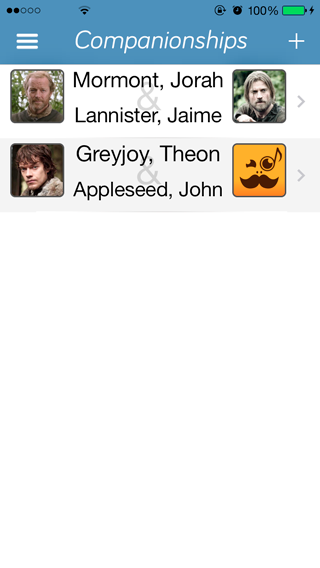 100%
Companionships
Mormont, Jorah
&
Lannister, Jaime
Greyjoy, Theon
&
Appleseed, John